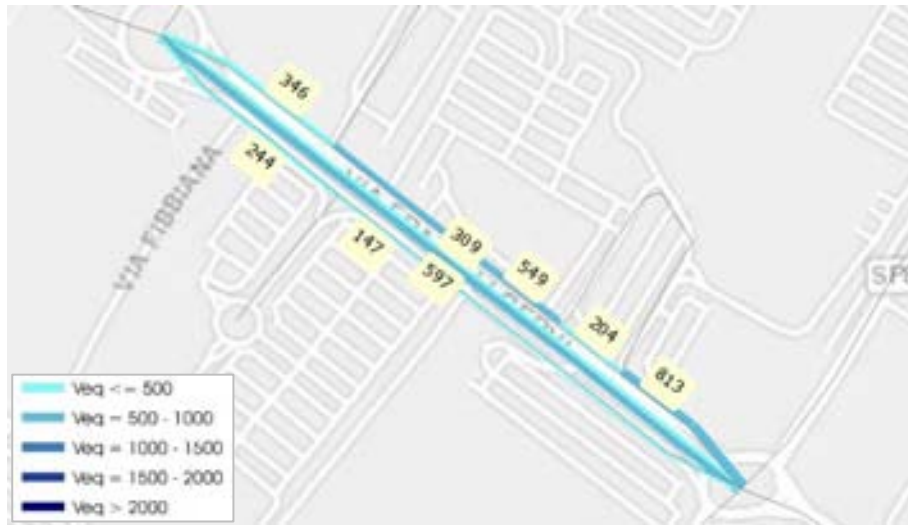 346
VIA FIBBIANA
244
147
309
597
549
204
813
S.PE
Veq <= 500
Veq = 500 - 1000
Veq = 1000 - 1500
Veq = 1500 - 2000
Veq > 2000